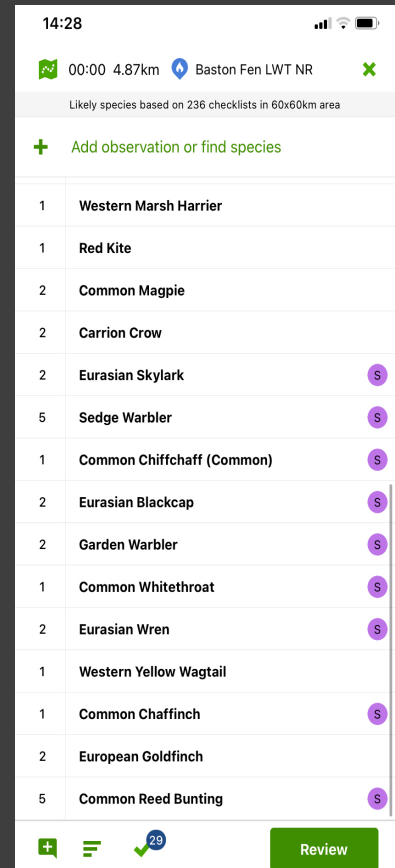 14:28
00:00 4.87km Baston Fen LWT NR
Likely species based on 236 checklists in 60x60km area
Add observation or find species
1 Western Marsh Harrier
1 Red Kite
2 Common Magpie
2 Carrion Crow
2 Eurasian Skylark S
5 Sedge Warbler S
1 Common Chiffchaff (Common) S
2 Eurasian Blackcap S
2 Garden Warbler S
1 Common Whitethroat S
2 Eurasian Wren S
1 Western Yellow Wagtail
1 Common Chaffinch S
2 European Goldfinch
5 Common Reed Bunting S
29
Review